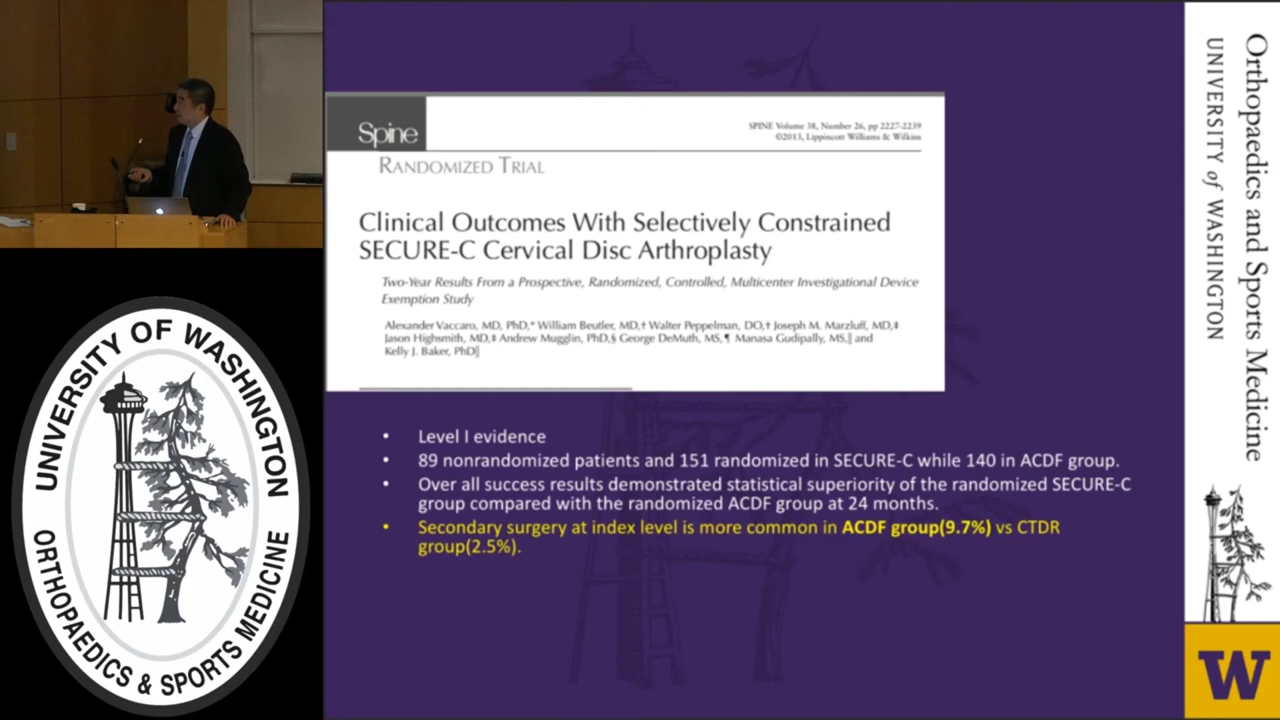 Spine
SPINE Volume 38, Number 26, pp 2227-2239
©2013, Lippincott Williams & Wilkins
RANDOMIZED TRIAL
Clinical Outcomes With Selectively Constrained
SECURE-C Cervical Disc Arthroplasty
Two-Year Results From a Prospective, Randomized, Controlled, Multicenter Investigational Device
Exemption Study
Alexander Vaccaro, MD, PhD,* William Beutler, MD,† Walter Peppelman, DO,† Joseph M. Marzluff, MD,‡
Jason Highsmith, MD,‡ Andrew Mugglin, PhD,§ George DeMuth, MS,¶ Manasa Gudipally, MS,‖ and
Kelly J. Baker, PhD‖
• Level I evidence
• 89 nonrandomized patients and 151 randomized in SECURE-C while 140 in ACDF group.
• Over all success results demonstrated statistical superiority of the randomized SECURE-C
group compared with the randomized ACDF group at 24 months.
• Secondary surgery at index level is more common in ACDF group(9.7%) vs CTDR
group(2.5%).
UNIVERSITY OF WASHINGTON
ORTHOPAEDICS & SPORTS MEDICINE
Orthopaedics and Sports Medicine
UNIVERSITY of WASHINGTON
W